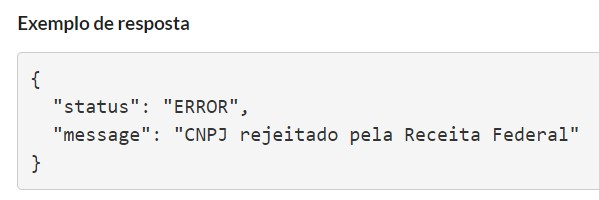 Exemplo de resposta
{
"status": "ERROR",
"message": "CNPJ rejeitado pela Receita Federal"
}